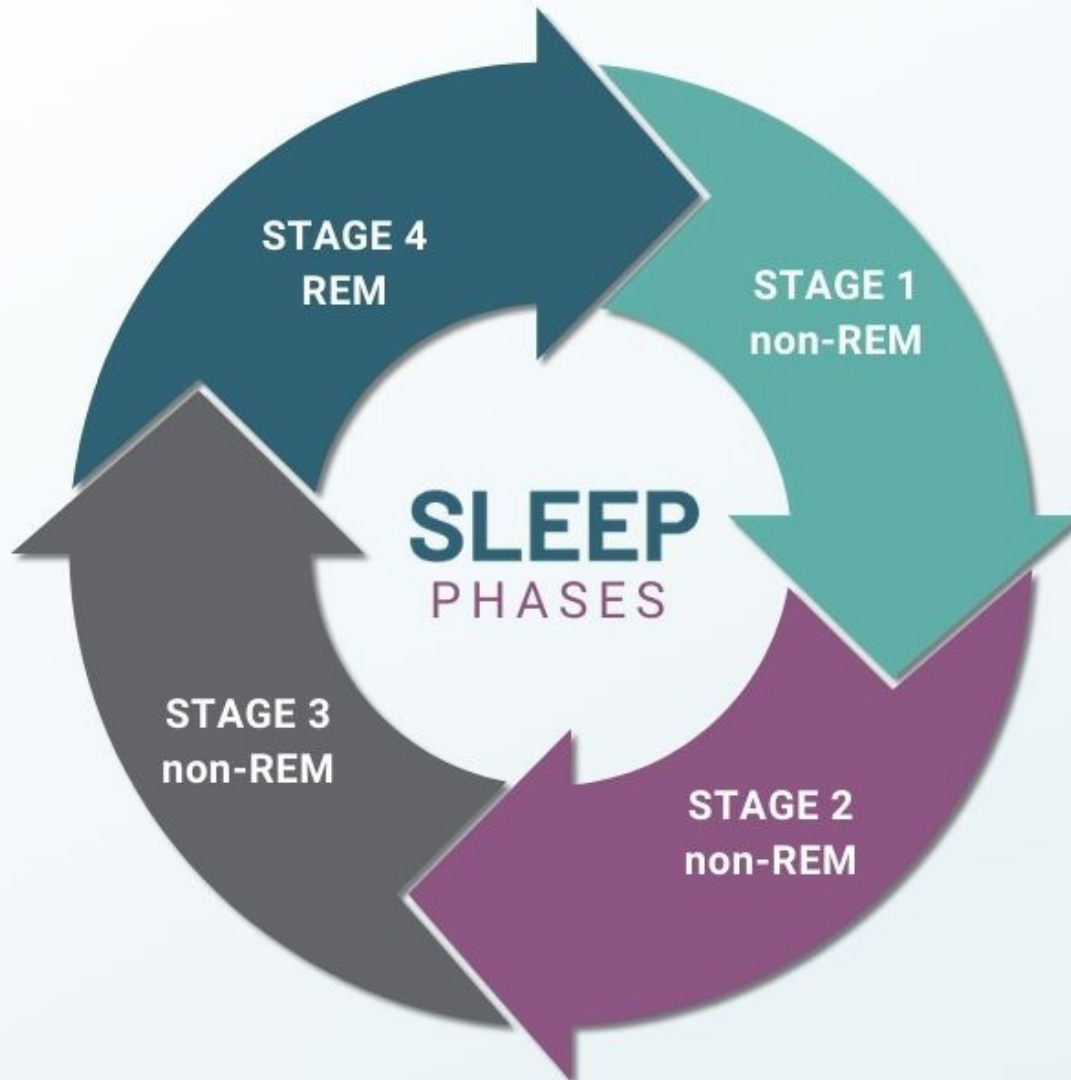 SLEEP
PHASES
STAGE 1
non-REM
STAGE 2
non-REM
STAGE 3
non-REM
STAGE 4
REM